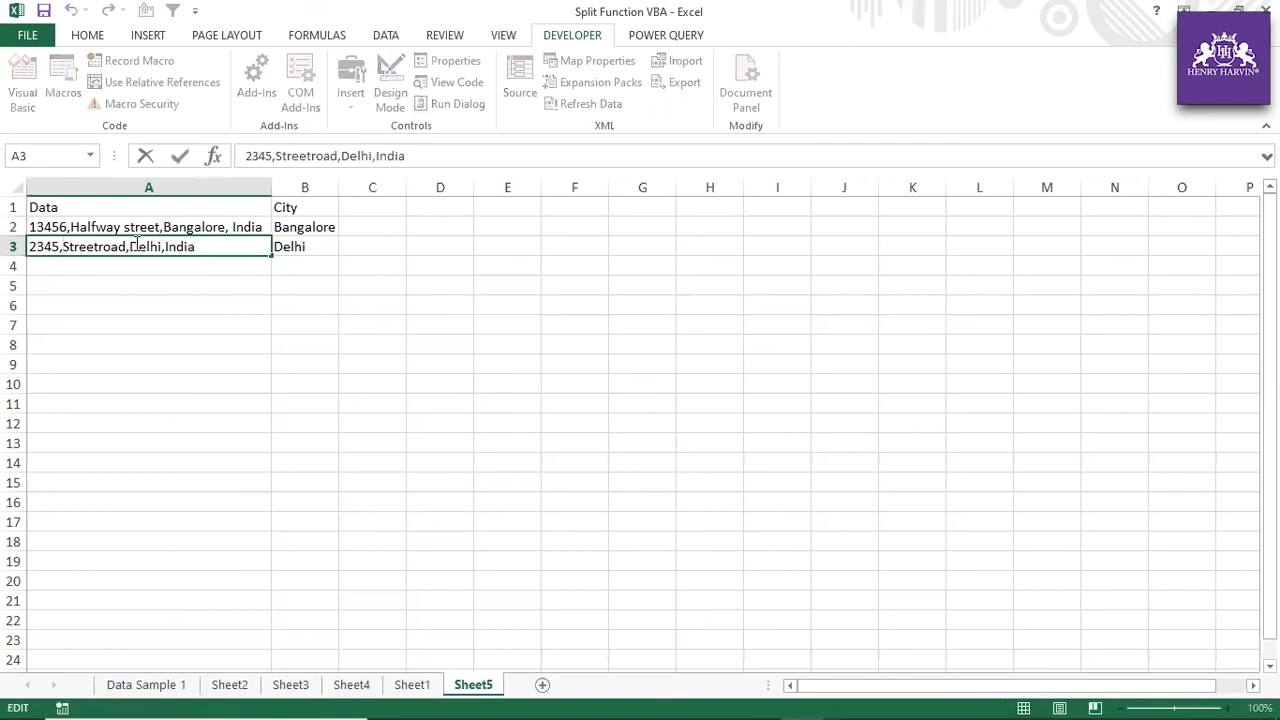 Split Function VBA - Excel
?
FILE HOME INSERT PAGE LAYOUT FORMULAS DATA REVIEW VIEW DEVELOPER POWER QUERY
HENRY HARVIN®
Visual Basic
Macros
Record Macro
Use Relative References
Macro Security
Code
Add-Ins
COM Add-Ins
Add-Ins
Insert
Design Mode
Properties
View Code
Run Dialog
Controls
Source
Map Properties
Expansion Packs
Refresh Data
Import
Export
XML
Document Panel
Modify
A3 fx 2345,Streetroad,Delhi,India
A B C D E F G H I J K L M N O P
1 Data City
2 13456,Halfway street,Bangalore, India Bangalore
3 2345,Streetroad,Delhi,India Delhi
4
5
6
7
8
9
10
11
12
13
14
15
16
17
18
19
20
21
22
23
24
Data Sample 1 Sheet2 Sheet3 Sheet4 Sheet1 Sheet5
EDIT 100%